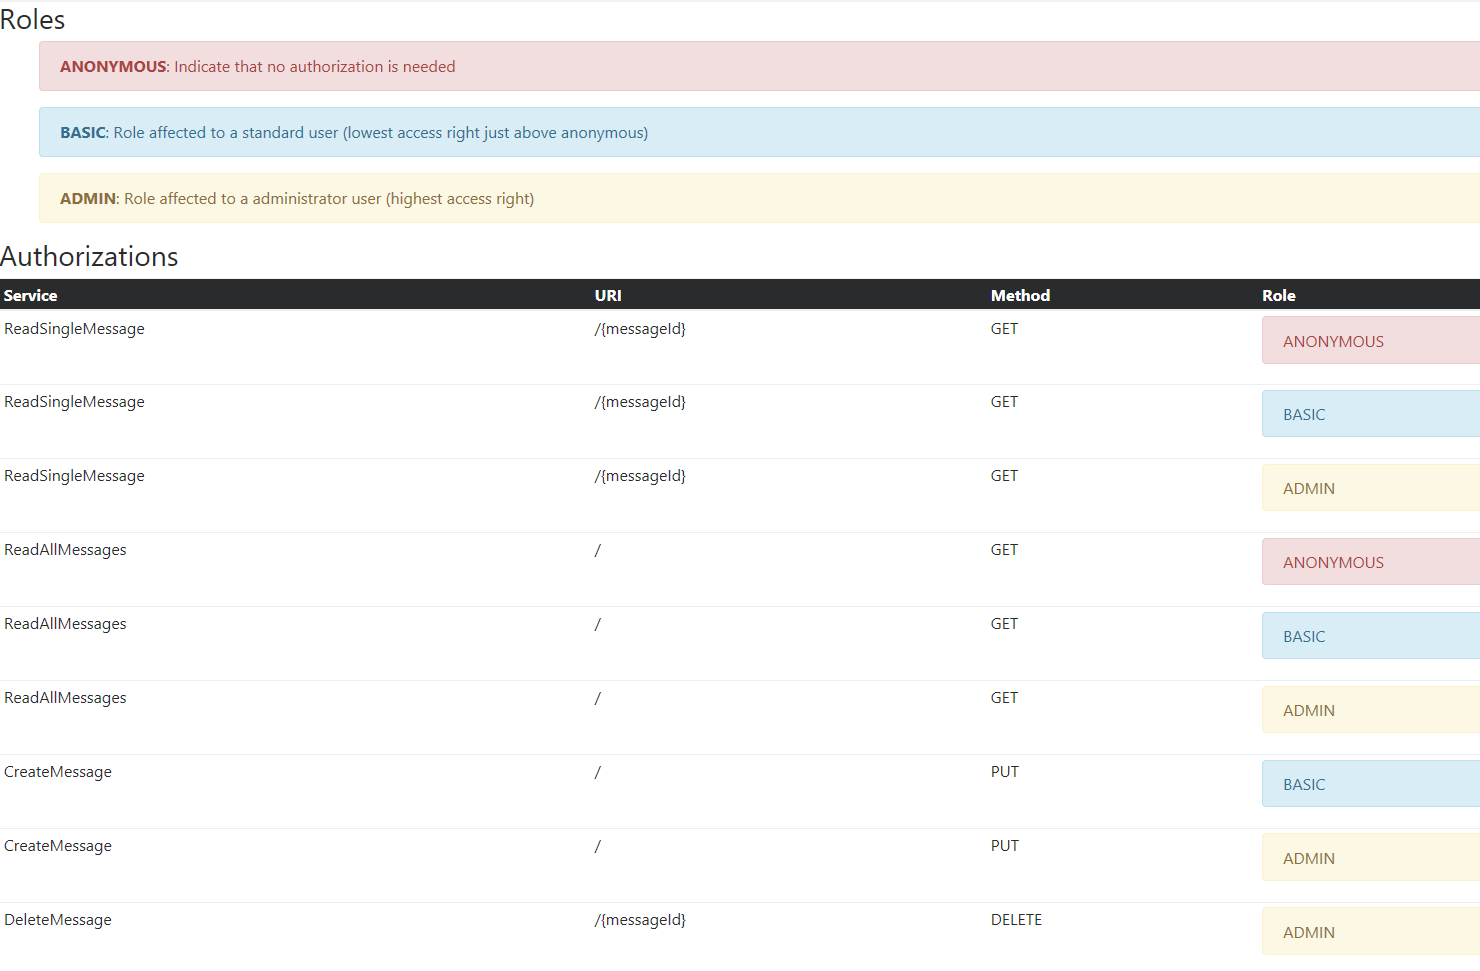 Roles
ANONYMOUS: Indicate that no authorization is needed
BASIC: Role affected to a standard user (lowest access right just above anonymous)
ADMIN: Role affected to a administrator user (highest access right)
Authorizations
Service URI Method Role
ReadSingleMessage /{messageId} GET ANONYMOUS
ReadSingleMessage /{messageId} GET BASIC
ReadSingleMessage /{messageId} GET ADMIN
ReadAllMessages / GET ANONYMOUS
ReadAllMessages / GET BASIC
ReadAllMessages / GET ADMIN
CreateMessage / PUT BASIC
CreateMessage / PUT ADMIN
DeleteMessage /{messageId} DELETE ADMIN